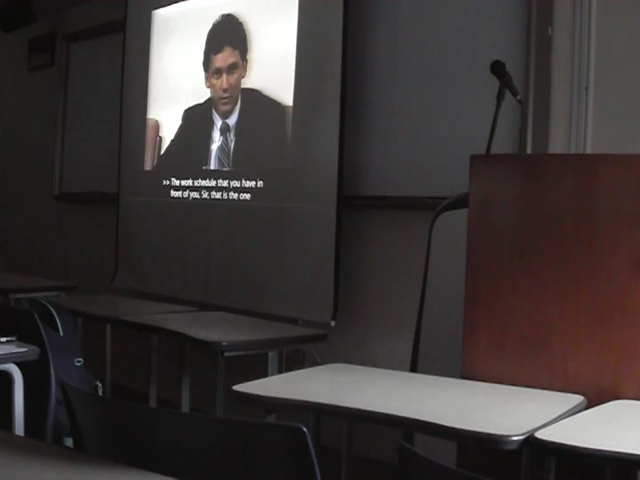 >> The work schedule that you have in
front of you, Sir, that is the one